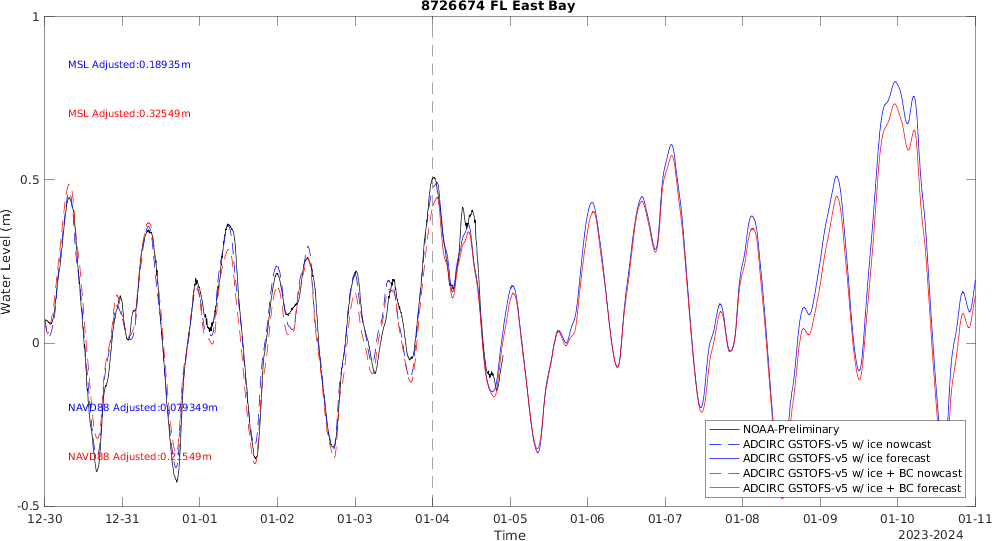 8726674 FL East Bay
1
MSL Adjusted:0.18935m
MSL Adjusted:0.32549m
0.5
Water Level (m)
0
NAVD88 Adjusted:0.079349m
NAVD88 Adjusted:0.21549m
-0.5
NOAA-Preliminary
ADCIRC GSTOFS-v5 w/ ice nowcast
ADCIRC GSTOFS-v5 w/ ice forecast
ADCIRC GSTOFS-v5 w/ ice + BC nowcast
ADCIRC GSTOFS-v5 w/ ice + BC forecast
12-30 12-31 01-01 01-02 01-03 01-04 01-05 01-06 01-07 01-08 01-09 01-10 01-11
Time
2023-2024